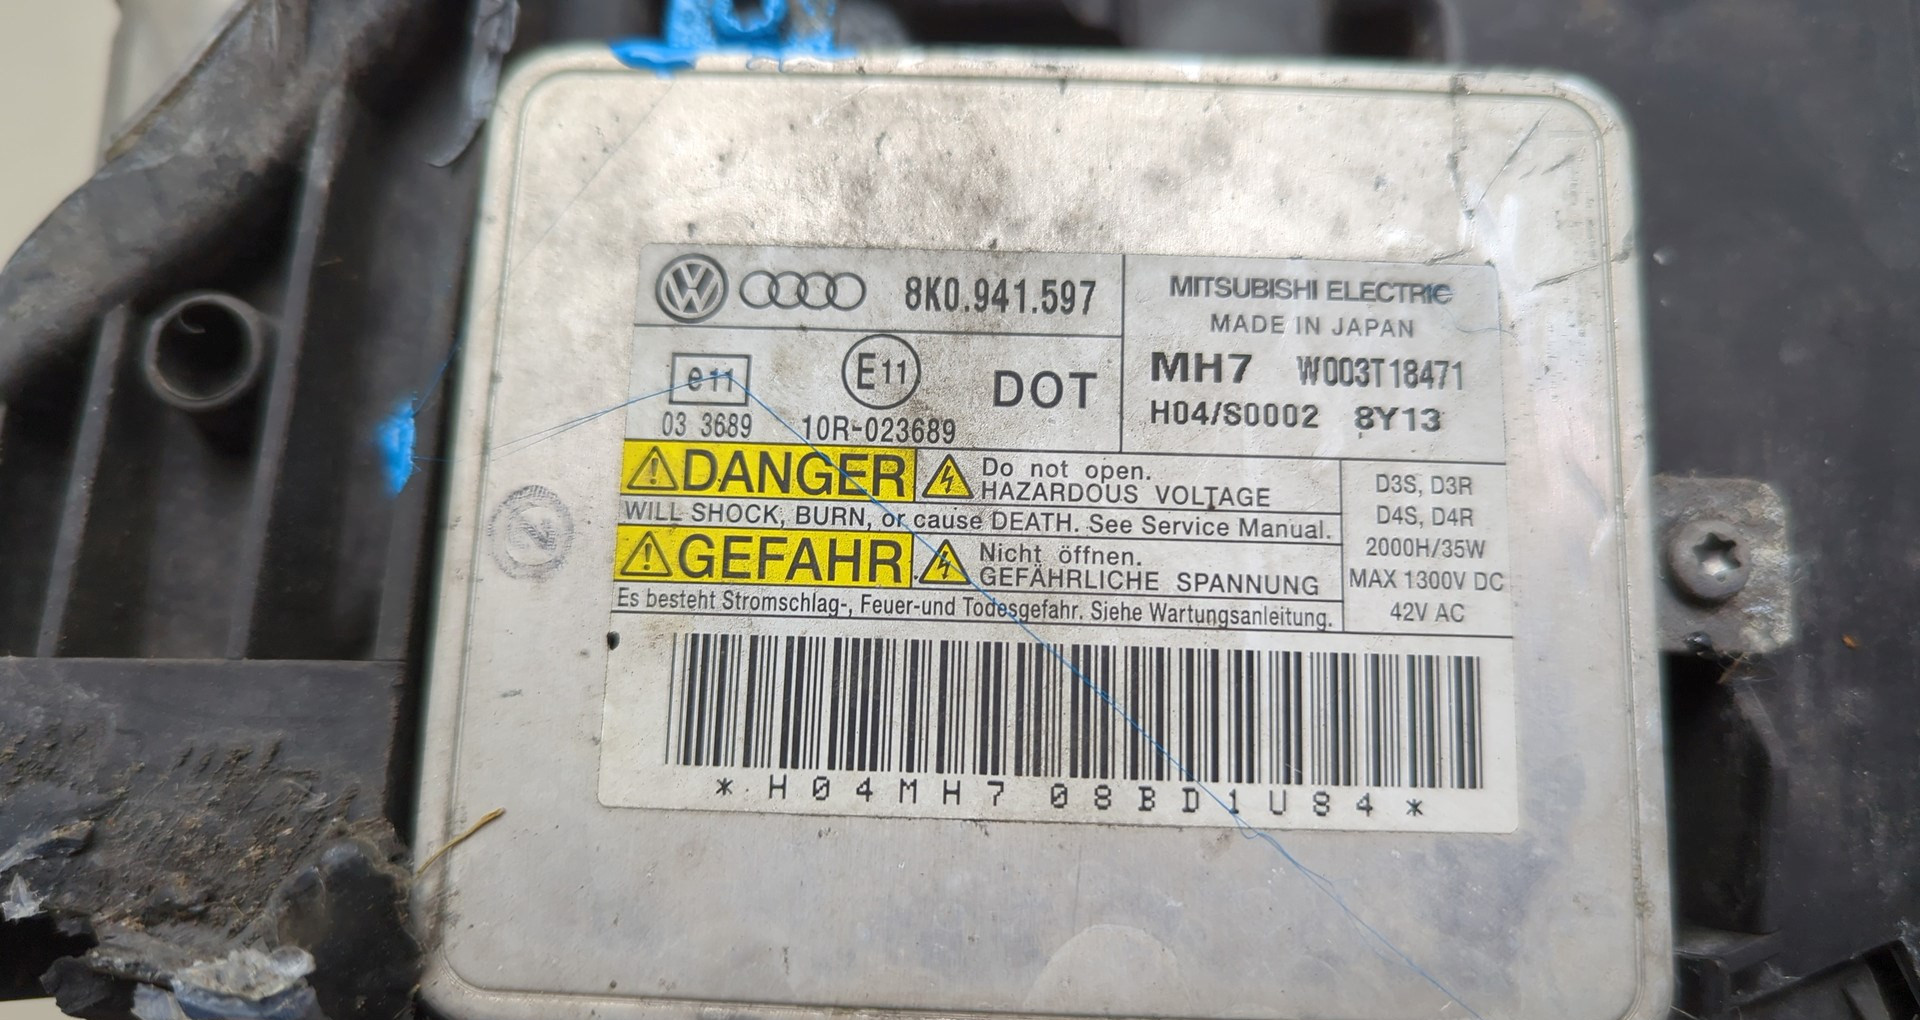 8K0.941.597
MITSUBISHI ELECTRIC
MADE IN JAPAN
e11
E11
DOT
MH7 W003T18471
03 3689
10R-023689
H04/S0002 8Y13
DANGER
Do not open.
HAZARDOUS VOLTAGE
WILL SHOCK, BURN, or cause DEATH. See Service Manual.
GEFAHR
Nicht öffnen.
GEFÄHRLICHE SPANNUNG
Es besteht Stromschlag-, Feuer-und Todesgefahr. Siehe Wartungsanleitung.
D3S, D3R
D4S, D4R
2000H/35W
MAX 1300V DC
42V AC
*H04MH7 08BD1U84*